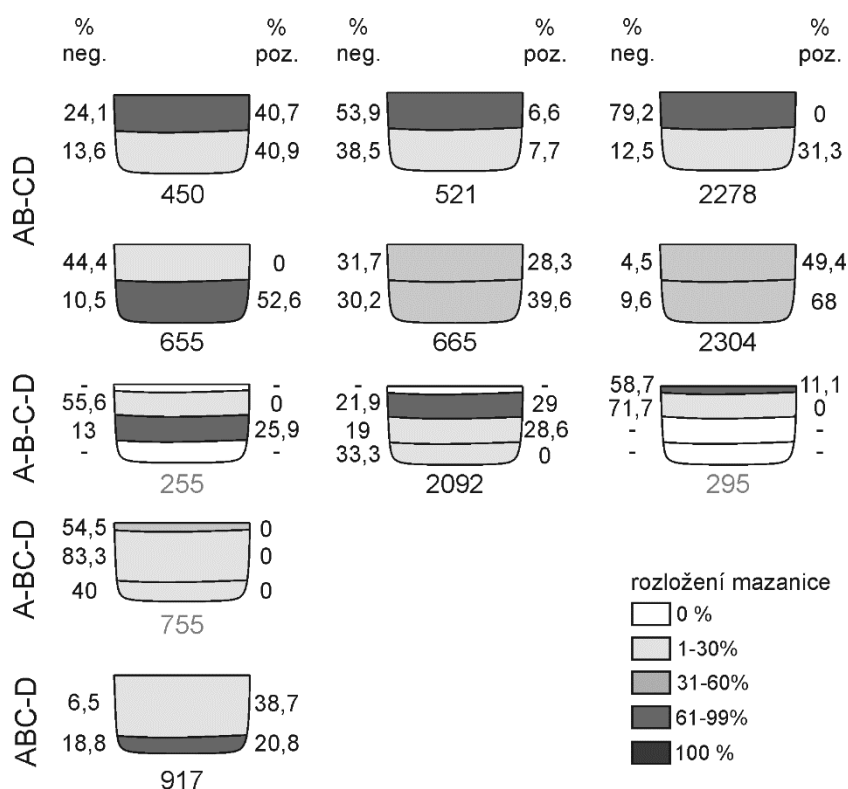 % % % % % %
neg. poz. neg. poz. neg. poz.
AB-CD
24,1 40,7 53,9 6,6 79,2 0
13,6 40,9 38,5 7,7 12,5 31,3
450 521 2278
44,4 0 31,7 28,3 4,5 49,4
10,5 52,6 30,2 39,6 9,6 68
655 665 2304
A-B-C-D
- - - - 58,7 11,1
55,6 0 21,9 29 71,7 0
13 25,9 19 28,6 - -
- - 33,3 0 - -
255 2092 295
A-BC-D
54,5 0
83,3 0
40 0
755
ABC-D
6,5 38,7
18,8 20,8
917
rozložení mazanice
0 %
1-30%
31-60%
61-99%
100 %